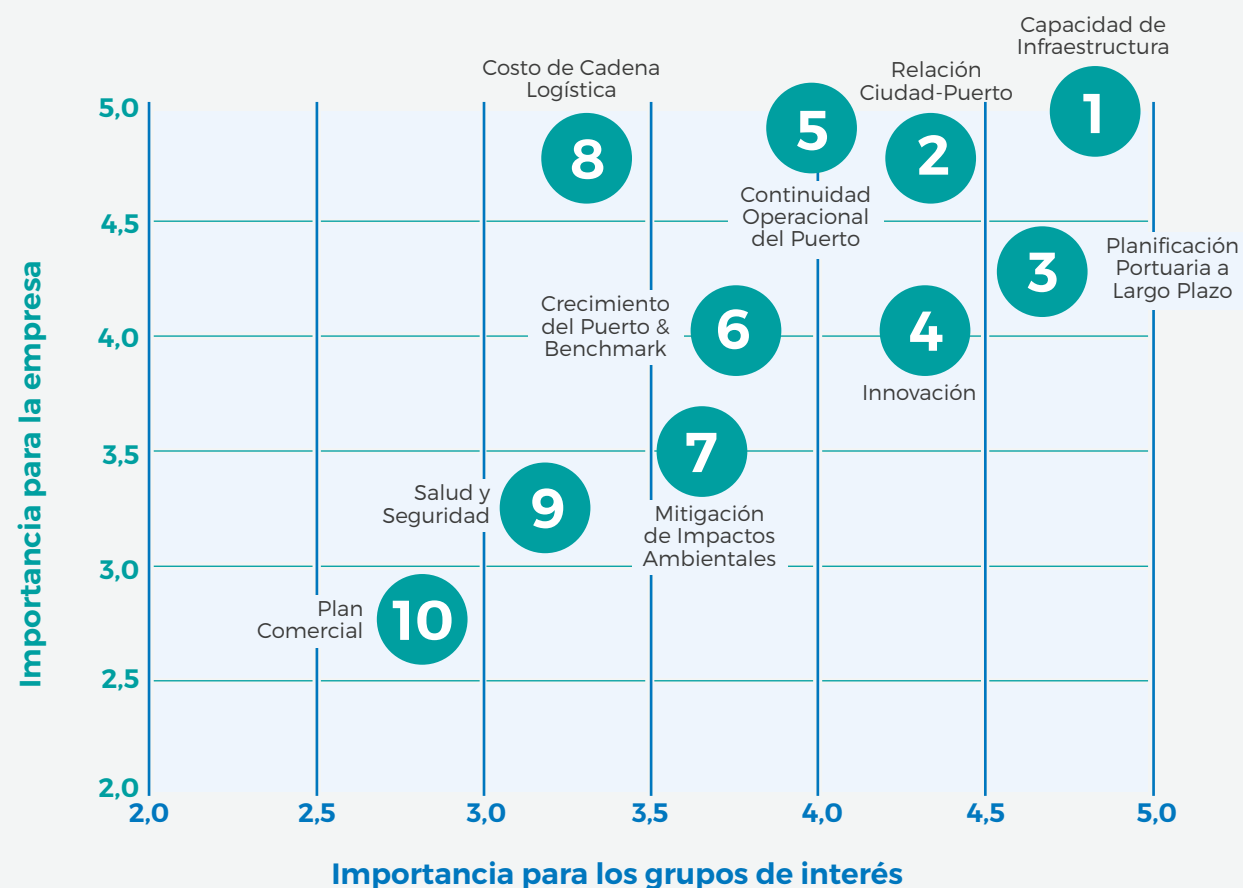 Capacidad de
Infraestructura
1
Costo de Cadena
Logística
8
5
Relación
Ciudad-Puerto
2
Continuidad
Operacional
del Puerto
Planificación
Portuaria a
Largo Plazo
3
Crecimiento
del Puerto &
Benchmark
6
4
Innovación
7
Mitigación
de Impactos
Ambientales
Salud y
Seguridad
9
Plan
Comercial
10
Importancia para la empresa
5,0
4,5
4,0
3,5
3,0
2,5
2,0
2,0
2,5
3,0
3,5
4,0
4,5
5,0
Importancia para los grupos de interés